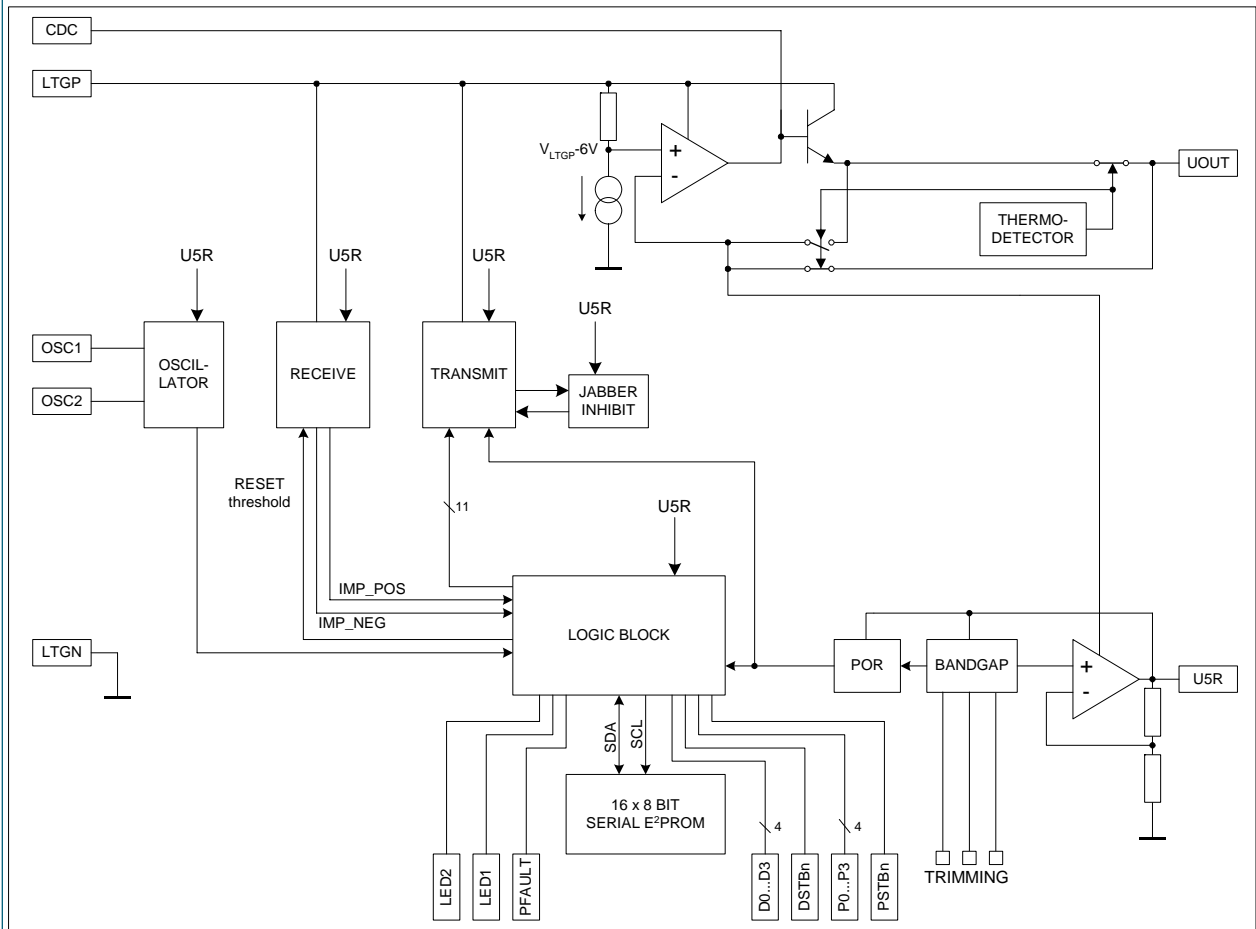 CDC
LTGP
V_LTGP-6V
+
-
UOUT
THERMO-
DETECTOR
U5R
U5R
U5R
U5R
OSC1
OSC2
OSCIL-
LATOR
RECEIVE
TRANSMIT
JABBER
INHIBIT
RESET
threshold
11
U5R
IMP_POS
IMP_NEG
LOGIC BLOCK
LTGN
POR
BANDGAP
+
-
U5R
SDA
SCL
16 x 8 BIT
SERIAL E²PROM
4
4
LED2
LED1
PFAULT
D0...D3
DSTBn
P0...P3
PSTBn
TRIMMING